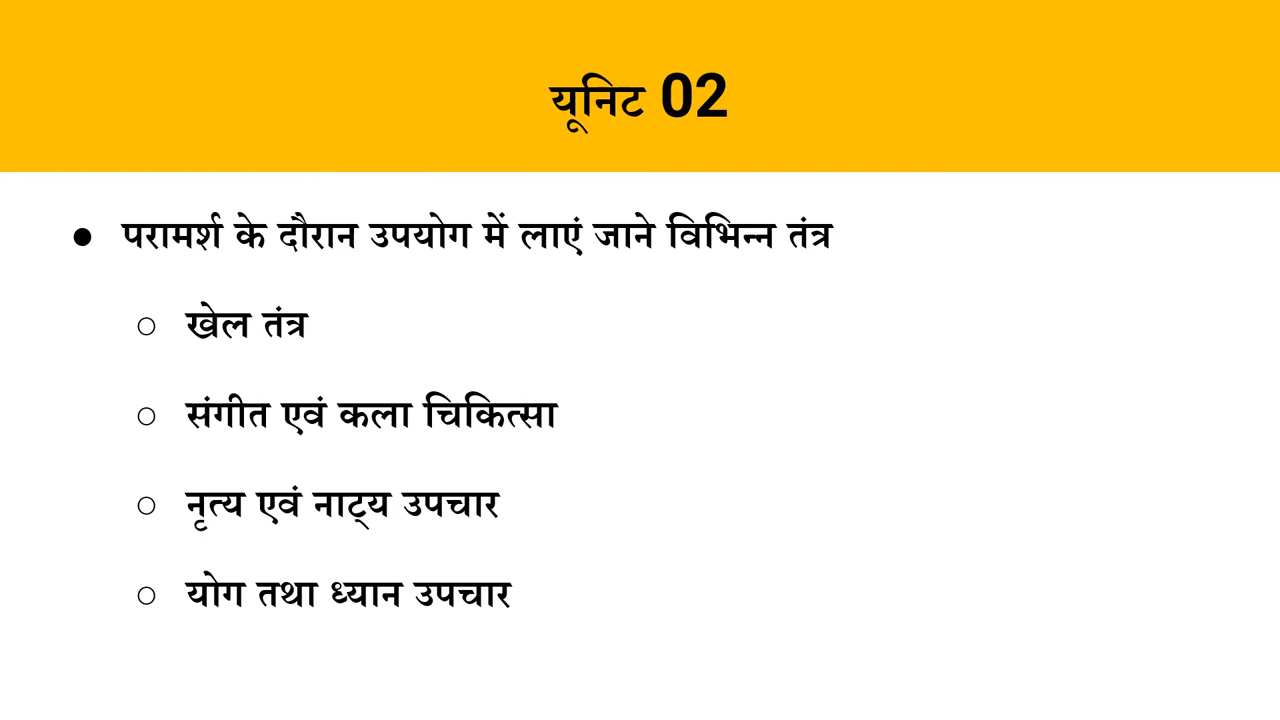 यूनिट 02
● परामर्श के दौरान उपयोग में लाएं जाने विभिन्न तंत्र
○ खेल तंत्र
○ संगीत एवं कला चिकित्सा
○ नृत्य एवं नाट्य उपचार
○ योग तथा ध्यान उपचार